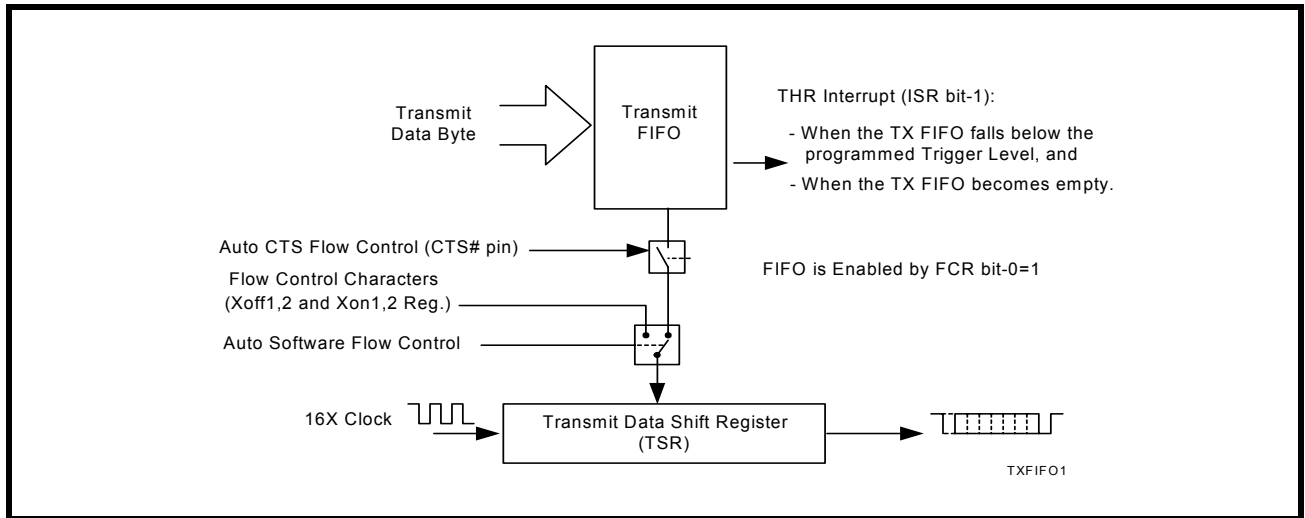 Transmit
Data Byte
Transmit
FIFO
THR Interrupt (ISR bit-1):
- When the TX FIFO falls below the
programmed Trigger Level, and
- When the TX FIFO becomes empty.
Auto CTS Flow Control (CTS# pin)
FIFO is Enabled by FCR bit-0=1
Flow Control Characters
(Xoff1,2 and Xon1,2 Reg.)
Auto Software Flow Control
16X Clock
Transmit Data Shift Register
(TSR)
TXFIFO1